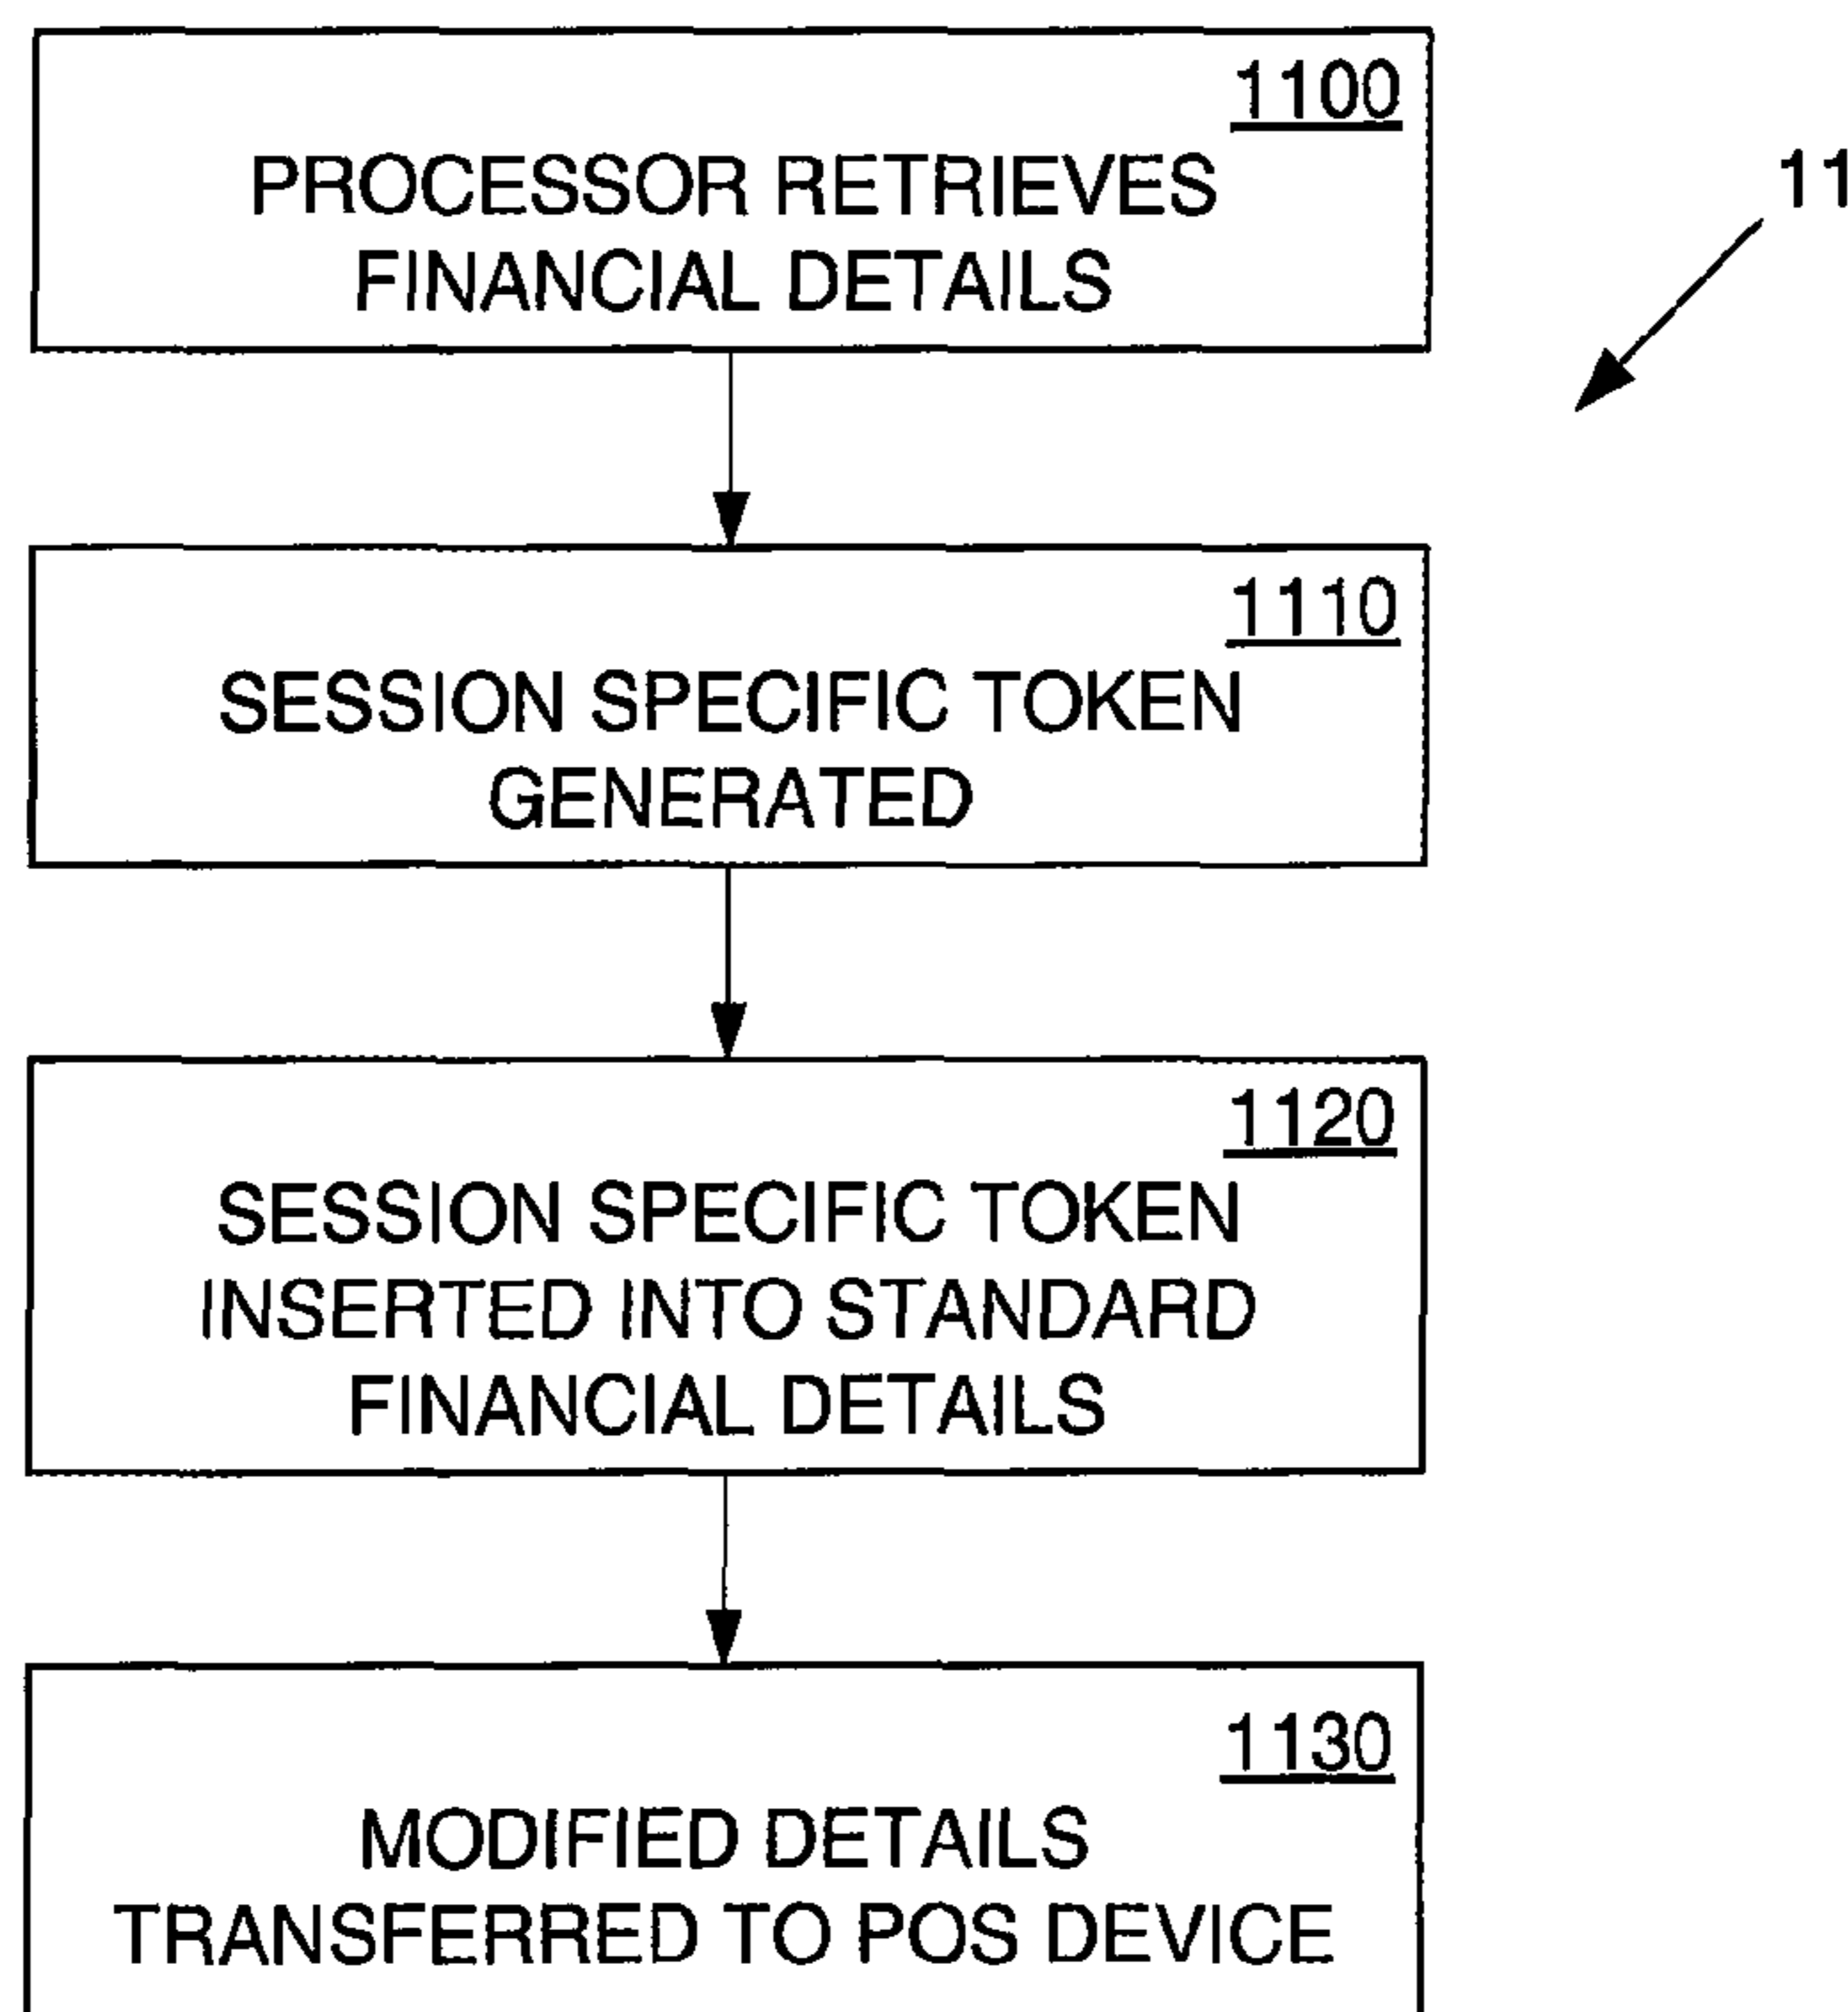 1100
PROCESSOR RETRIEVES
FINANCIAL DETAILS
11
1110
SESSION SPECIFIC TOKEN
GENERATED
1120
SESSION SPECIFIC TOKEN
INSERTED INTO STANDARD
FINANCIAL DETAILS
1130
MODIFIED DETAILS
TRANSFERRED TO POS DEVICE